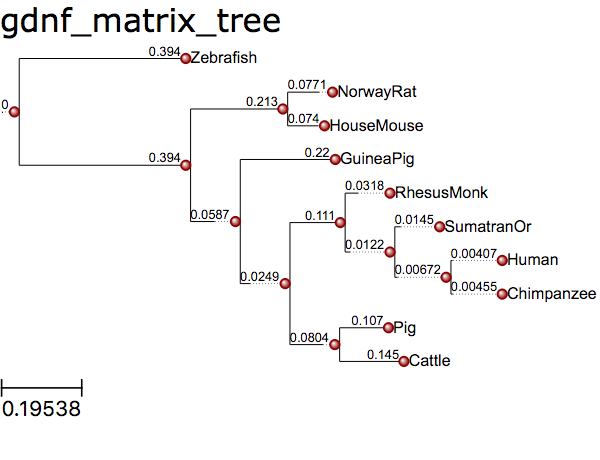 gdnf_matrix_tree
0.394 Zebrafish
0.0771 NorwayRat
0
0.213
0.074 HouseMouse
0.22 GuineaPig
0.394
0.0318 RhesusMonk
0.0587
0.111
0.0145 SumatranOr
0.0122
0.00407 Human
0.00672
0.0249
0.00455 Chimpanzee
0.107 Pig
0.0804
0.145 Cattle
0.19538